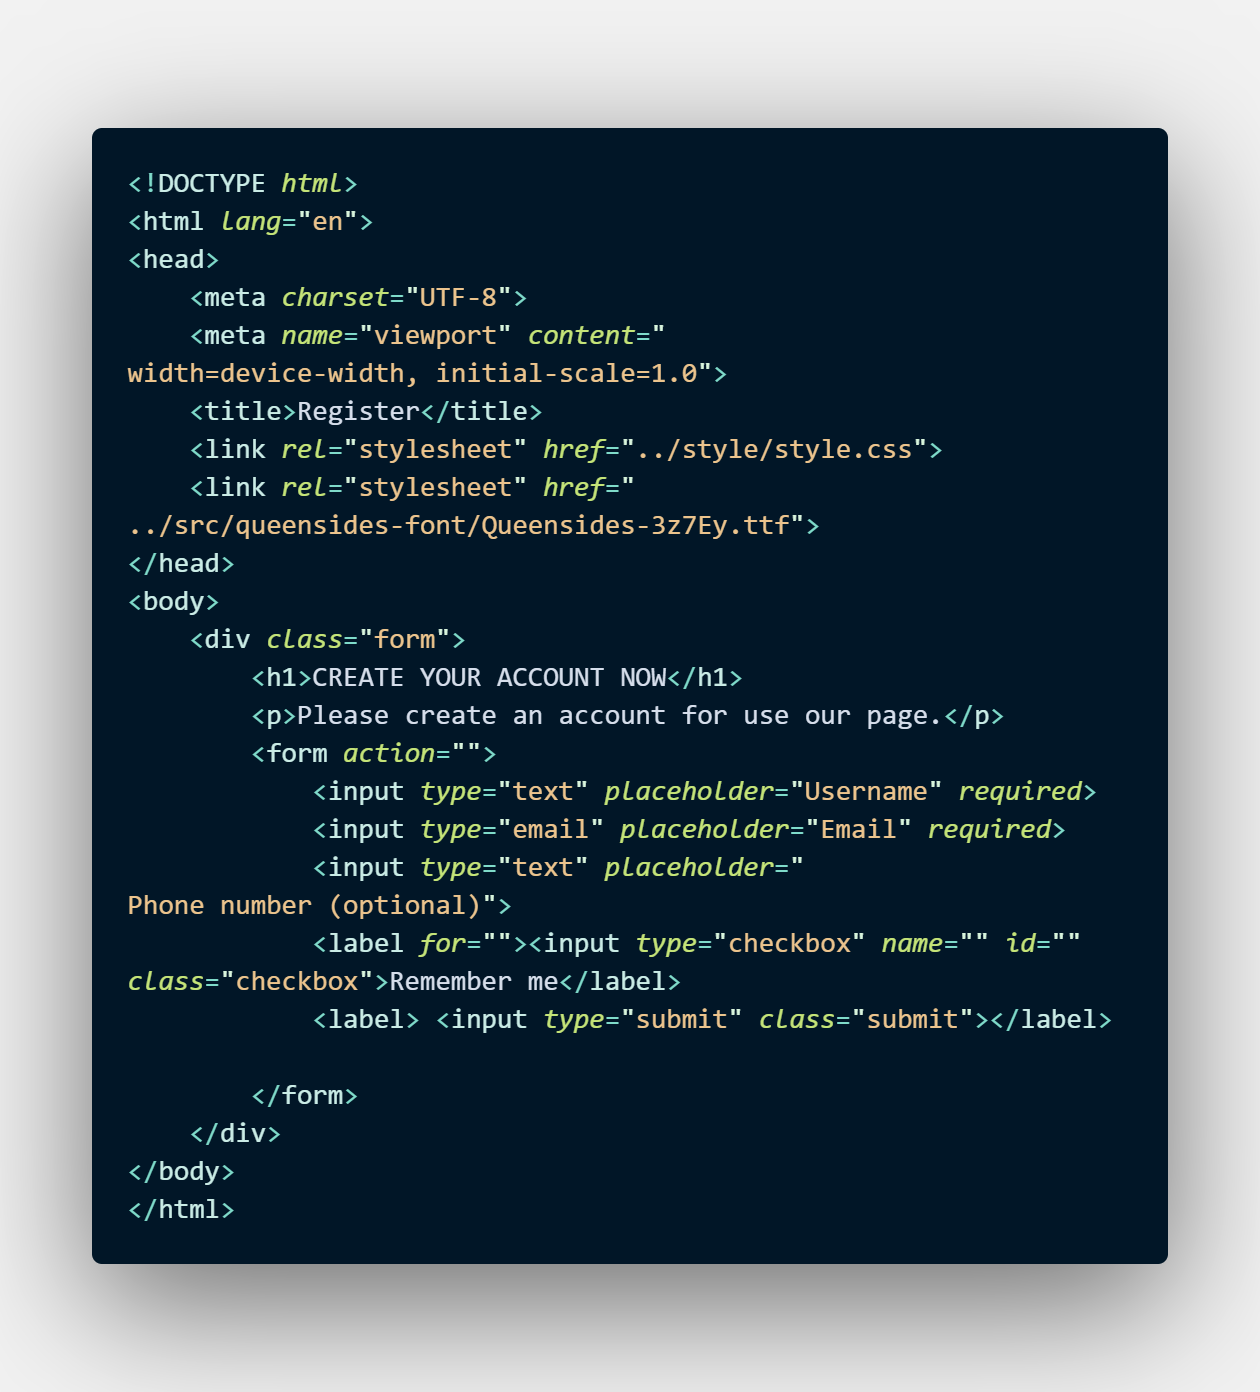 <!DOCTYPE html>
<html lang="en">
<head>
    <meta charset="UTF-8">
    <meta name="viewport" content="
width=device-width, initial-scale=1.0">
    <title>Register</title>
    <link rel="stylesheet" href="../style/style.css">
    <link rel="stylesheet" href="
../src/queensides-font/Queensides-3z7Ey.ttf">
</head>
<body>
    <div class="form">
        <h1>CREATE YOUR ACCOUNT NOW</h1>
        <p>Please create an account for use our page.</p>
        <form action="">
            <input type="text" placeholder="Username" required>
            <input type="email" placeholder="Email" required>
            <input type="text" placeholder="
Phone number (optional)">
            <label for=""><input type="checkbox" name="" id=""
class="checkbox">Remember me</label>
            <label> <input type="submit" class="submit"></label>

        </form>
    </div>
</body>
</html>